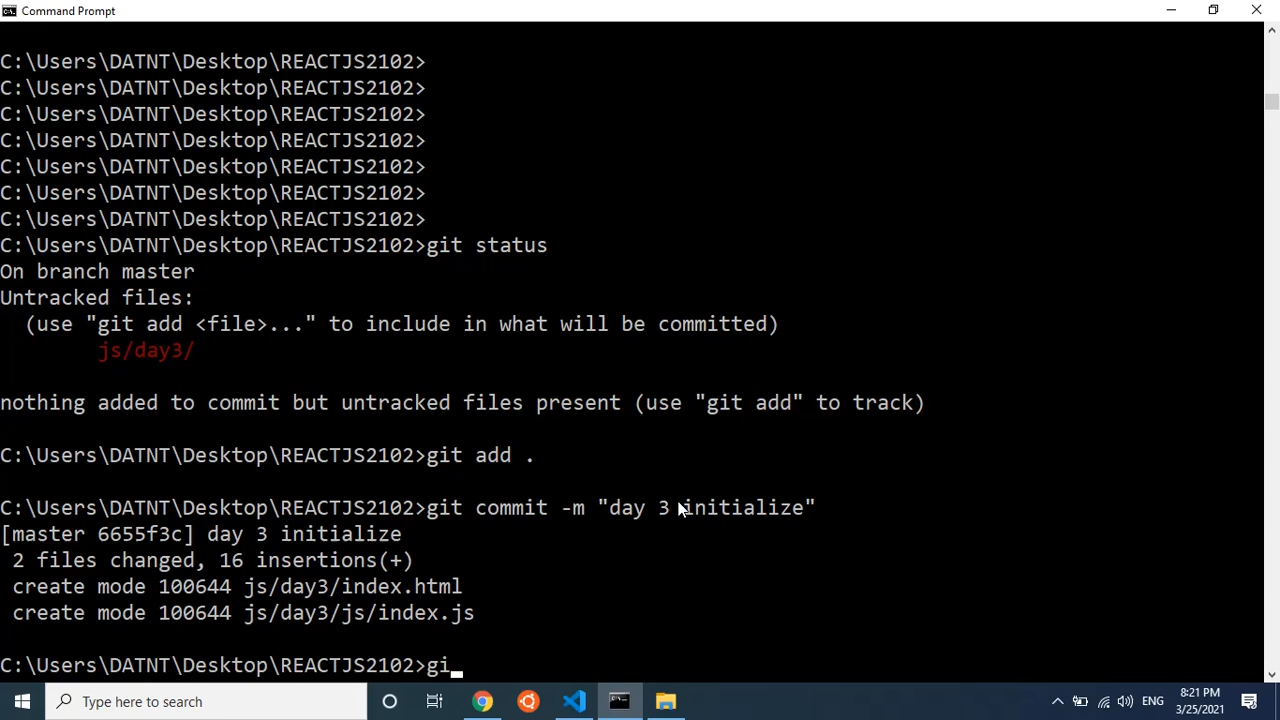 Command Prompt
C:\Users\DATNT\Desktop\REACTJS2102>
C:\Users\DATNT\Desktop\REACTJS2102>
C:\Users\DATNT\Desktop\REACTJS2102>
C:\Users\DATNT\Desktop\REACTJS2102>
C:\Users\DATNT\Desktop\REACTJS2102>
C:\Users\DATNT\Desktop\REACTJS2102>
C:\Users\DATNT\Desktop\REACTJS2102>
C:\Users\DATNT\Desktop\REACTJS2102>git status
On branch master
Untracked files:
(use "git add <file>..." to include in what will be committed)
js/day3/
nothing added to commit but untracked files present (use "git add" to track)
C:\Users\DATNT\Desktop\REACTJS2102>git add .
C:\Users\DATNT\Desktop\REACTJS2102>git commit -m "day 3 initialize"
[master 6655f3c] day 3 initialize
2 files changed, 16 insertions(+)
create mode 100644 js/day3/index.html
create mode 100644 js/day3/js/index.js
C:\Users\DATNT\Desktop\REACTJS2102>gi
Type here to search
ENG
8:21 PM
3/25/2021